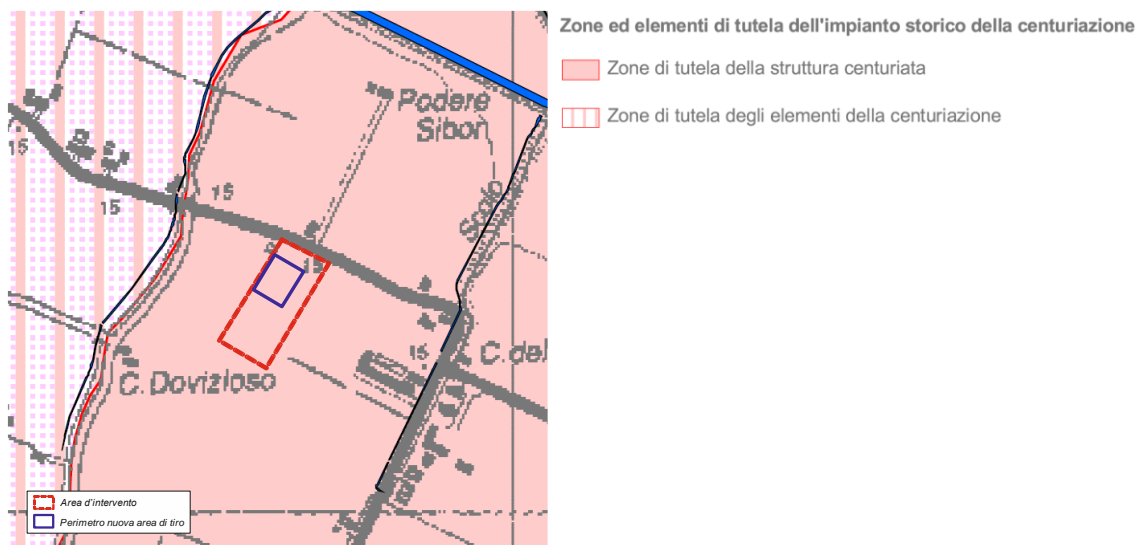 Zone ed elementi di tutela dell'impianto storico della centuriazione
Zone di tutela della struttura centuriata
Zone di tutela degli elementi della centuriazione
Podere
Sibon
15
15
15
15
15
C. del
C. Dovizioso
Area d'intervento
Perimetro nuova area di tiro